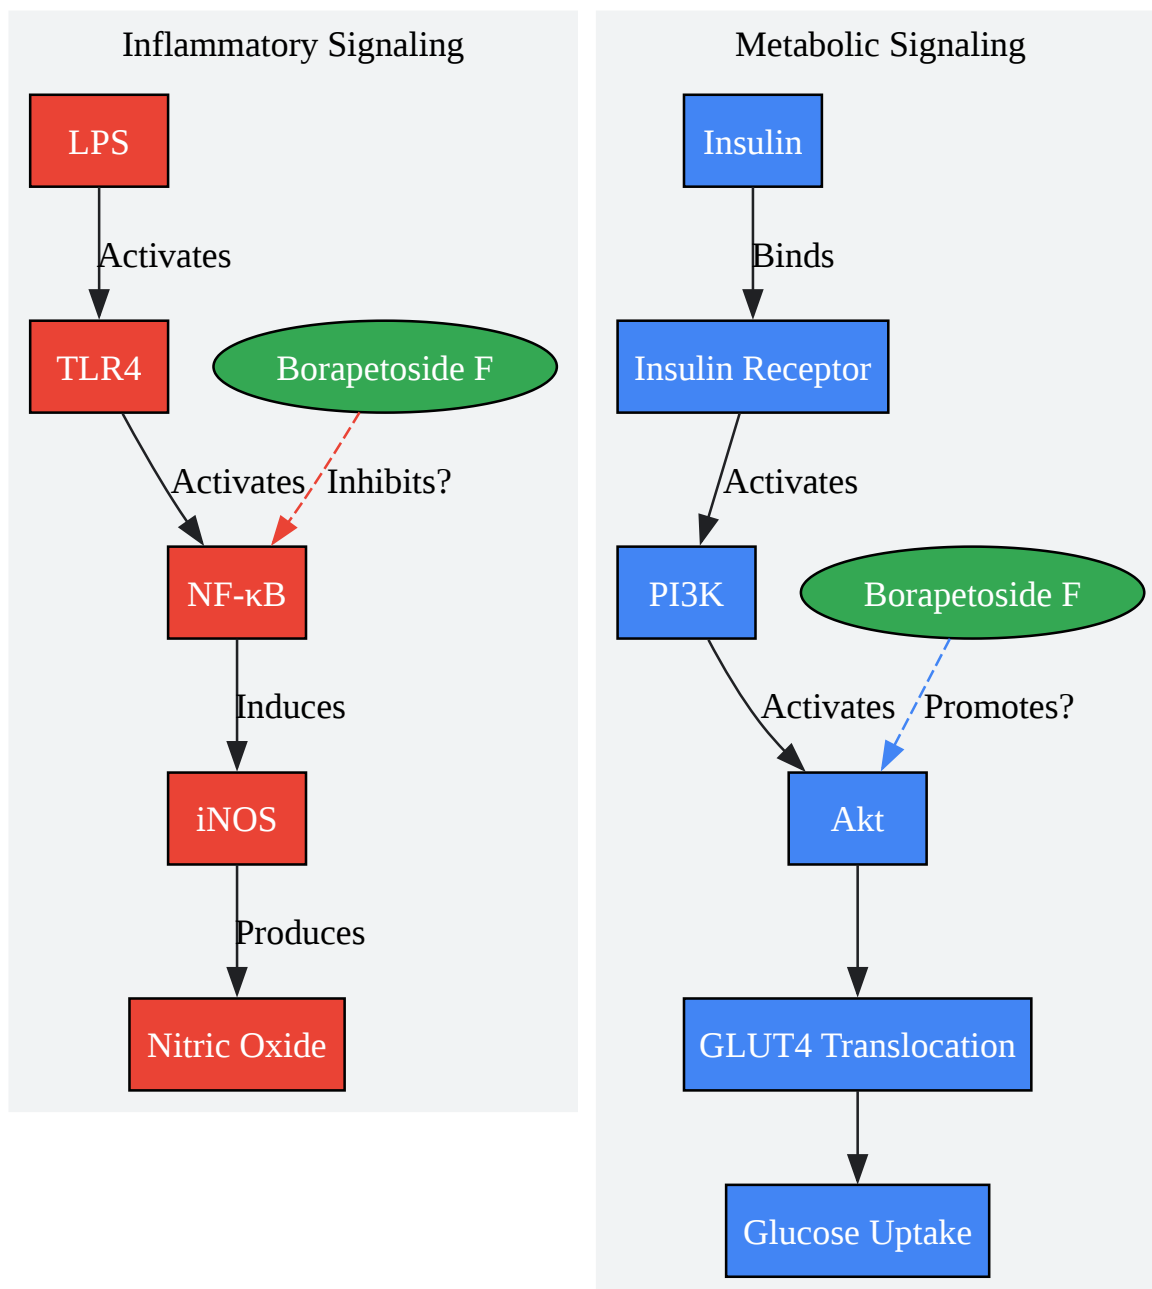 Inflammatory Signaling
LPS
Activates
TLR4
Borapetoside F
Activates
Inhibits?
NF-κB
Induces
iNOS
Produces
Nitric Oxide
Metabolic Signaling
Insulin
Binds
Insulin Receptor
Activates
PI3K
Borapetoside F
Activates
Promotes?
Akt
GLUT4 Translocation
Glucose Uptake